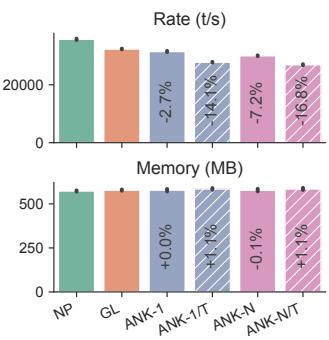 Rate (t/s)
20000
0
-2.7%
-14.1%
-7.2%
-16.8%
Memory (MB)
500
250
0
+0.0%
+1.1%
-0.1%
+1.1%
NP
GL
ANK-1
ANK-1/T
ANK-N
ANK-N/T